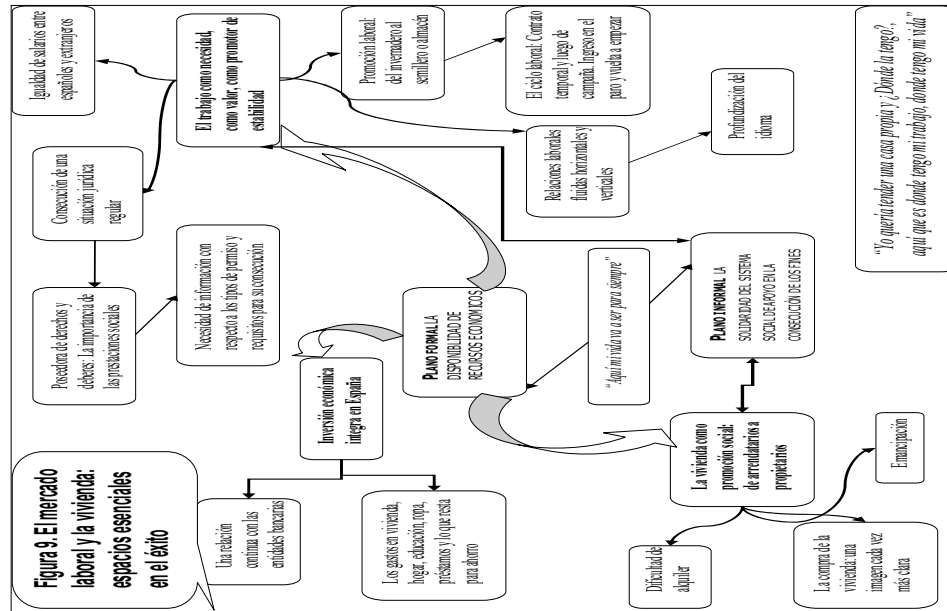 Figura 9. El mercado
laboral y la vivienda:
espacios esenciales
en el éxito
Poseedora de derechos y
deberes: La importancia de
las prestaciones sociales
Consecución de una
situación jurídica
regular
Igualdad de salarios entre
españoles y extranjeros
Necesidad de información con
respecto a los tipos de permiso y
requisitos para su consecución
El trabajo como necesidad,
como valor, como promotor de
estabilidad
Una relación
continua con las
entidades bancarias
Inversión económica
íntegra en España
Promoción laboral:
del invernadero al
semillero o almacén
Los gastos en vivienda,
hogar, educación, ropa,
préstamos y lo que resta
para ahorro
PLANO FORMAL LA
DISPONIBLIDAD DE
RECURSOS ECONOMICOS
El ciclo laboral: Contrato
temporal y luego de
campaña. Ingreso en el
paro y vuelta a empezar
Relaciones laborales
fluidas horizontales y
verticales
"Aquí mi vida va a ser para siempre"
La vivienda como
promoción social:
de arrendatarios a
propietarios
PLANO INFORMAL LA
SOLIDARIDAD DEL SISTEMA
SOCIAL DE APOYO EN LA
CONSECUCIÓN DE LOS FINES
Profundización del
idioma
Dificultad de
alquiler
La compra de la
vivienda: una
imagen cada vez
más clara
Emancipación
"Yo quería tender una casa propia y ¿Dónde la tengo?,
aquí que es donde tengo mi trabajo, donde tengo mi vida"